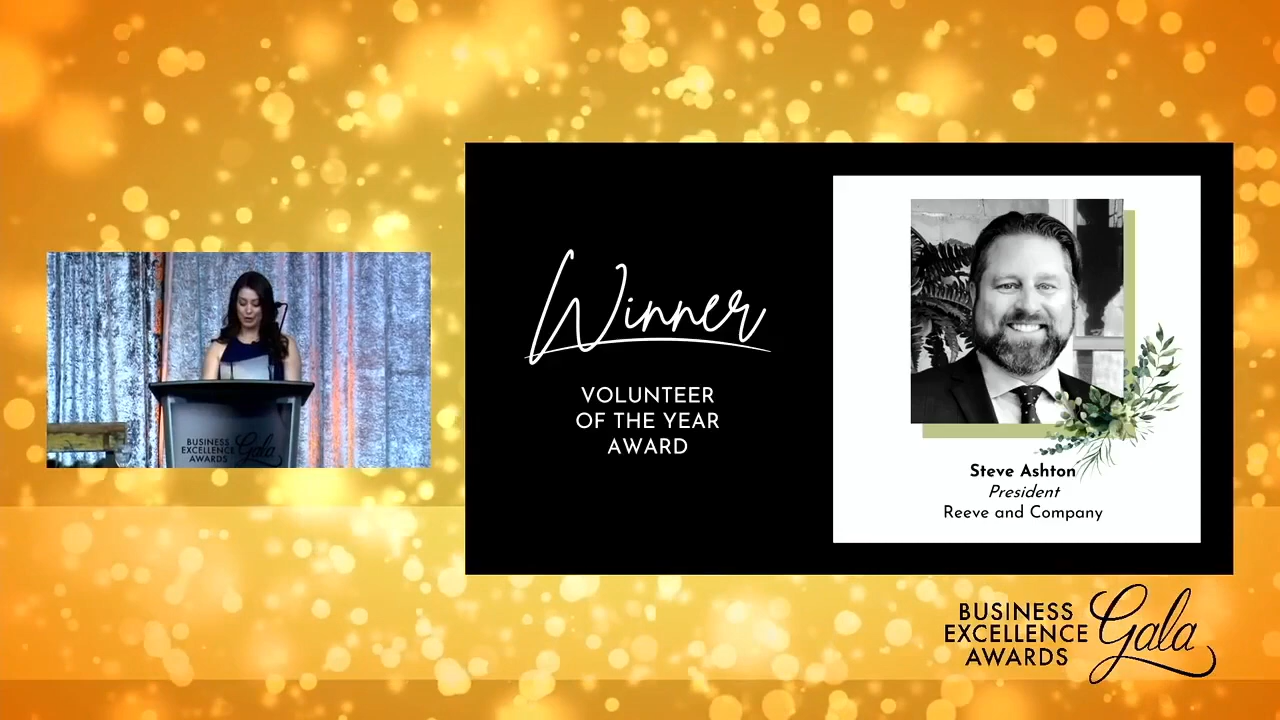 BUSINESS
EXCELLENCE
AWARDS
Gala
Winner
VOLUNTEER
OF THE YEAR
AWARD
Steve Ashton
President
Reeve and Company
BUSINESS
EXCELLENCE
AWARDS
Gala